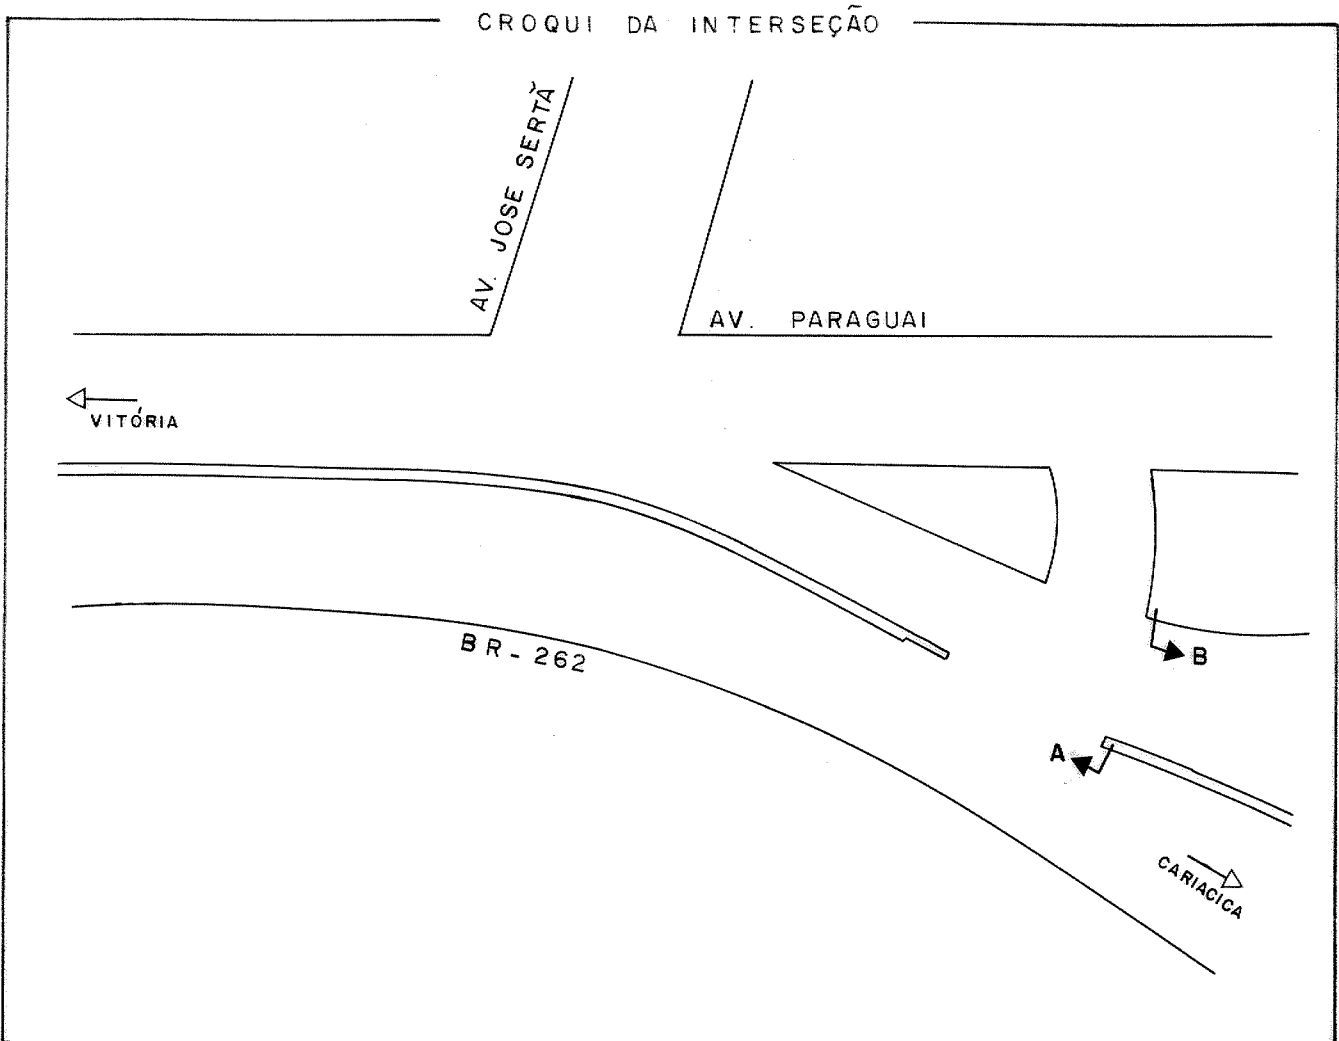 CROQUI DA INTERSEÇÃO
AV. JOSE SERTÃ
AV. PARAGUAI
VITÓRIA
BR-262
B
A
CARIACICA